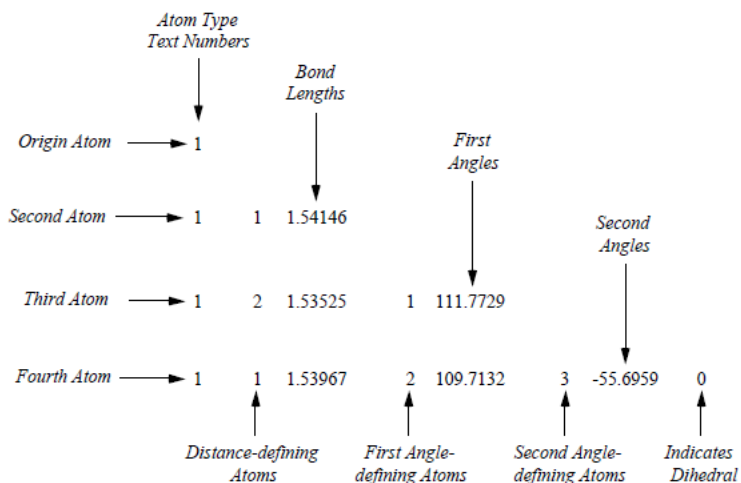 Atom Type
Text Numbers
Bond
Lengths
Origin Atom 1
First
Angles
Second Atom 1 1 1.54146
Second
Angles
Third Atom 1 2 1.53525 1 111.7729
Fourth Atom 1 1 1.53967 2 109.7132 3 -55.6959 0
Distance-defining First Angle- Second Angle- Indicates
Atoms defining Atoms defining Atoms Dihedral